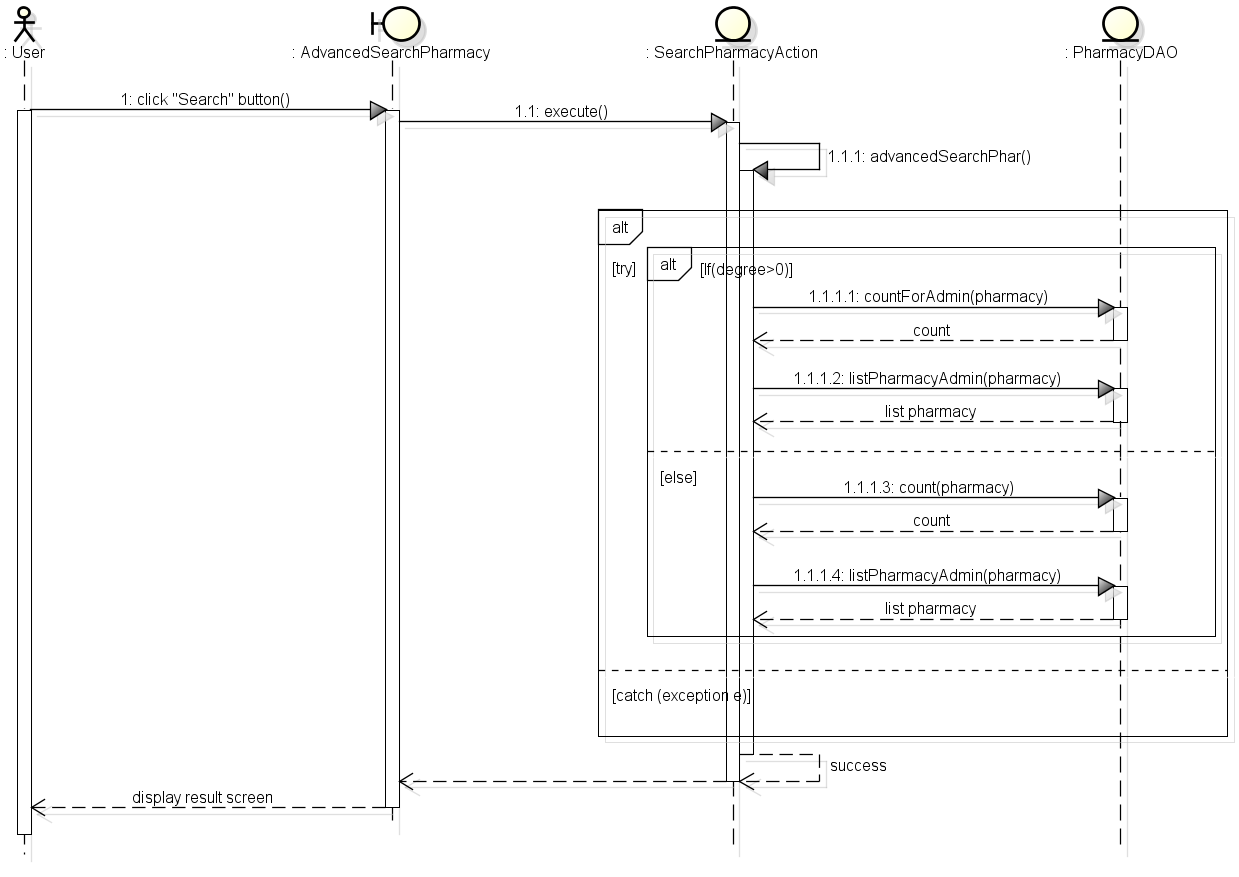 : User
: AdvancedSearchPharmacy
: SearchPharmacyAction
: PharmacyDAO
1: click "Search" button()
1.1: execute()
1.1.1: advancedSearchPhar()
alt
[try]
alt
[If(degree>0)]
1.1.1.1: countForAdmin(pharmacy)
count
1.1.1.2: listPharmacyAdmin(pharmacy)
list pharmacy
[else]
1.1.1.3: count(pharmacy)
count
1.1.1.4: listPharmacyAdmin(pharmacy)
list pharmacy
[catch (exception e)]
success
display result screen